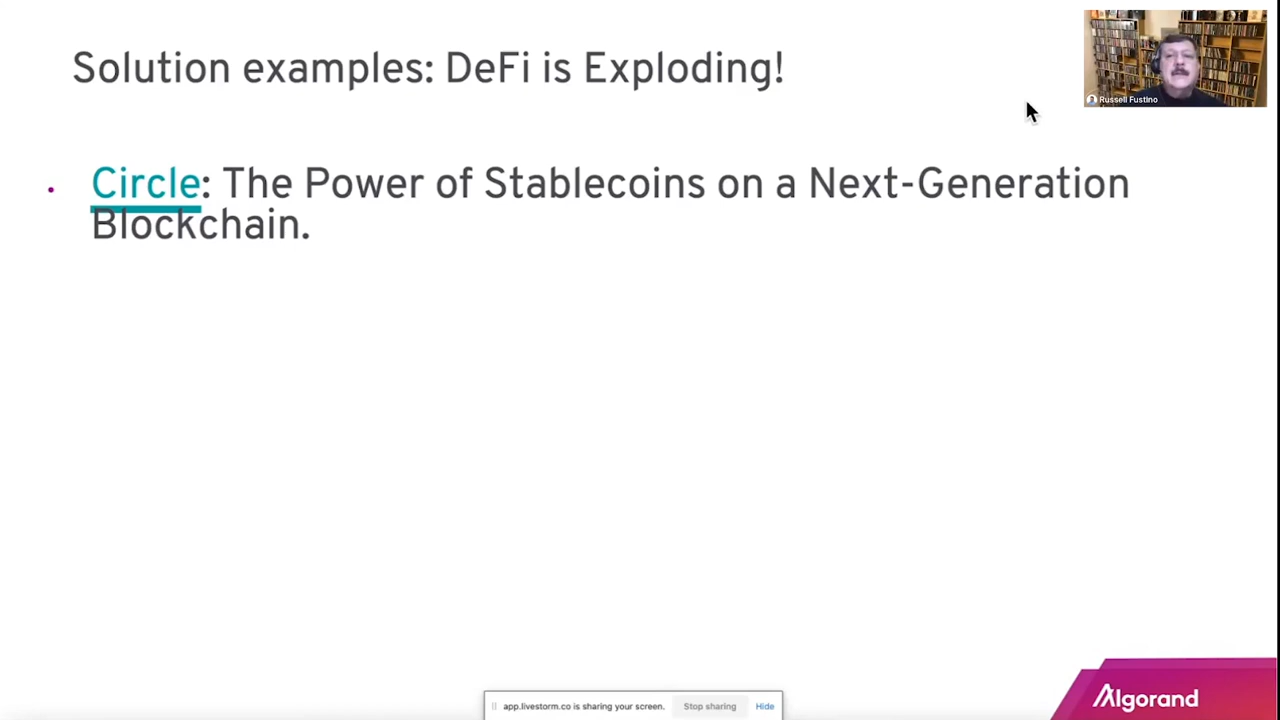 Solution examples: DeFi is Exploding!
Russell Fustino
• Circle: The Power of Stablecoins on a Next-Generation
Blockchain.
Algorand
app.livestorm.co is sharing your screen.
Stop sharing
Hide